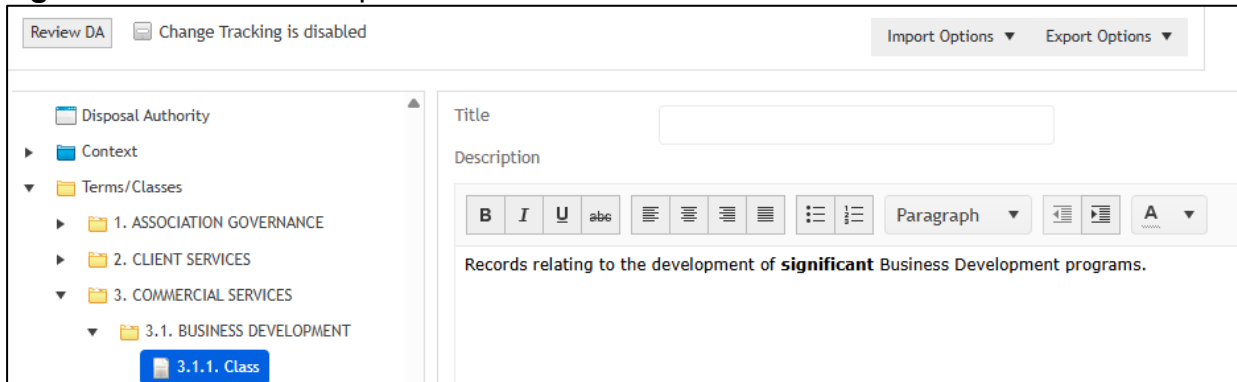 Review DA Change Tracking is disabled Import Options Export Options
Disposal Authority
Context
Terms/Classes
1. ASSOCIATION GOVERNANCE
2. CLIENT SERVICES
3. COMMERCIAL SERVICES
3.1. BUSINESS DEVELOPMENT
3.1.1. Class
Title
Description
B I U abc Paragraph A
Records relating to the development of significant Business Development programs.